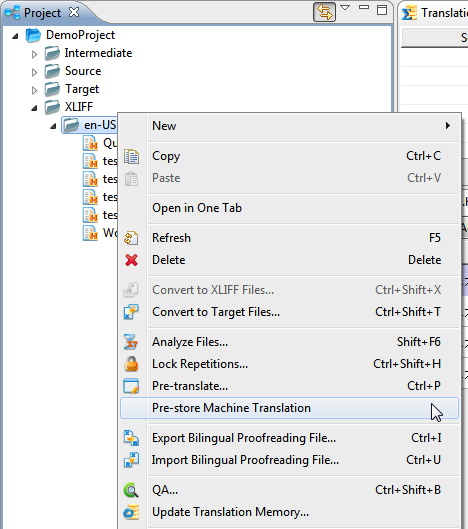 Project
Translation
S
DemoProject
Intermediate
Source
Target
XLIFF
en-US
New
Qu
Copy Ctrl+C
tes
Paste Ctrl+V
tes
tes
Open in One Tab
tes
Wo
Refresh F5
Delete Delete
Convert to XLIFF Files... Ctrl+Shift+X
Convert to Target Files... Ctrl+Shift+T
Analyze Files... Shift+F6
Lock Repetitions... Ctrl+Shift+H
Pre-translate... Ctrl+P
Pre-store Machine Translation
Export Bilingual Proofreading File... Ctrl+I
Import Bilingual Proofreading File... Ctrl+U
QA... Ctrl+Shift+B
Update Translation Memory...